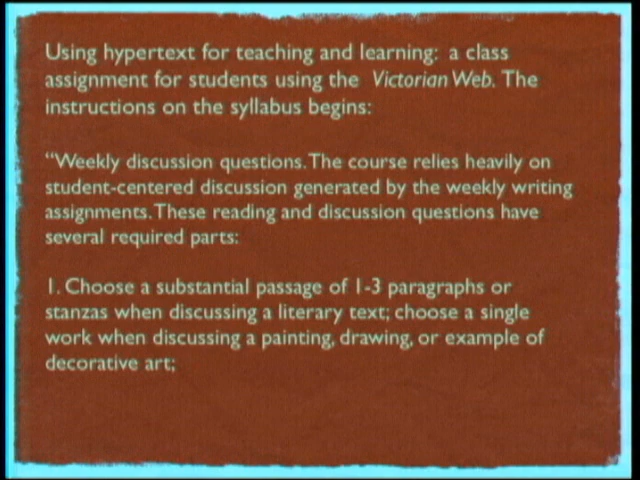 Using hypertext for teaching and learning: a class
assignment for students using the Victorian Web. The
instructions on the syllabus begins:
“Weekly discussion questions. The course relies heavily on
student-centered discussion generated by the weekly writing
assignments. These reading and discussion questions have
several required parts:
1. Choose a substantial passage of 1-3 paragraphs or
stanzas when discussing a literary text; choose a single
work when discussing a painting, drawing, or example of
decorative art;